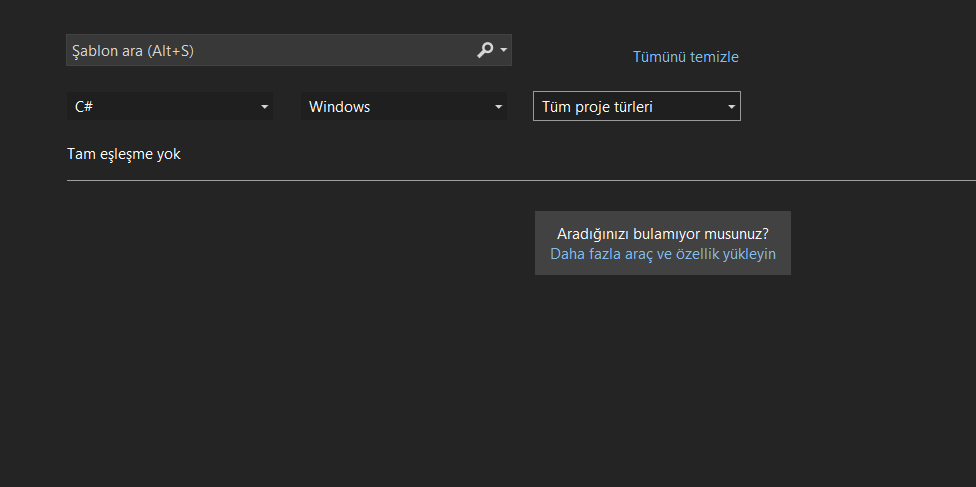 Şablon ara (Alt+S)
Tümünü temizle
C#
Windows
Tüm proje türleri
Tam eşleşme yok
Aradığınızı bulamıyor musunuz?
Daha fazla araç ve özellik yükleyin